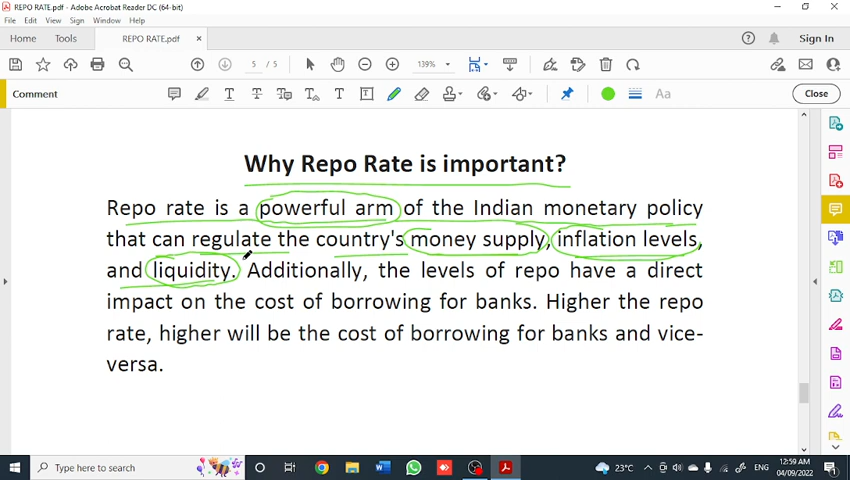 REPO RATE.pdf - Adobe Acrobat Reader DC (64-bit)
File Edit View Sign Window Help
Home Tools REPO RATE.pdf × Sign In
5 / 5 139%
Comment Close
Why Repo Rate is important?
Repo rate is a powerful arm of the Indian monetary policy
that can regulate the country's money supply, inflation levels,
and liquidity. Additionally, the levels of repo have a direct
impact on the cost of borrowing for banks. Higher the repo
rate, higher will be the cost of borrowing for banks and vice-
versa.
Type here to search 23°C ENG 12:59 AM
04/09/2022